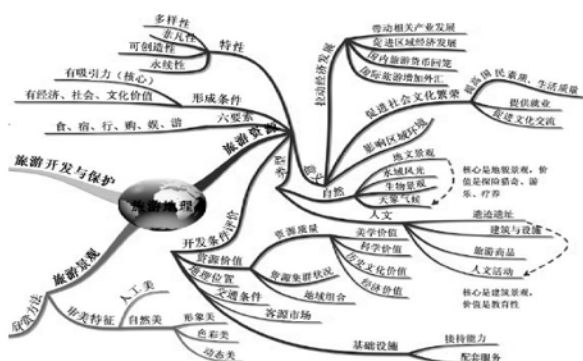 多样性
非凡性
可创造性
永续性
特性
有吸引力（核心）
有经济、社会、文化价值
形成条件
食、宿、行、购、娱、游
六要素
旅游资源
旅游开发与保护
旅游地理
旅游景观
欣赏方法
审美特征
人工美
自然美
形象美
色彩美
动态美
拉动经济发展
带动相关产业发展
促进区域经济发展
国内旅游货币回笼
国际旅游增加外汇
促进社会文化繁荣
提高国民素质、生活质量
提供就业
促进文化交流
影响区域环境
意义
类型
自然
地文景观
水域风光
生物景观
天象气候
核心是地貌景观，价
值是探险猎奇、游
乐、疗养
人文
遗迹遗址
建筑与设施
旅游商品
人文活动
核心是建筑景观，
价值是教育性
开发条件评价
资源价值
资源质量
美学价值
科学价值
历史文化价值
经济价值
资源集群状况
地域组合
地理位置
交通条件
客源市场
基础设施
接待能力
配套服务